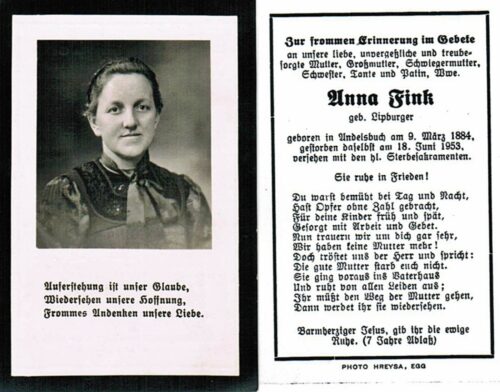 Auferstehung ist unser Glaube,
Wiedersehen unsere Hoffnung,
Frommes Andenken unsere Liebe.
Zur frommen Erinnerung im Gebete
an unsere liebe, unvergeßliche und treube-
sorgte Mutter, Großmutter, Schwiegermutter,
Schwester, Tante und Patin, Wwe.
Anna Fink
geb. Lipburger
geboren in Andelsbuch am 9. März 1884,
gestorben daselbst am 18. Juni 1953,
versehen mit den hl. Sterbesakramenten.
Sie ruhe in Frieden!
Du warst bemüht bei Tag und Nacht,
Hast Opfer ohne Zahl gebracht,
Für deine Kinder früh und spät,
Gesorgt mit Arbeit und Gebet.
Nun trauern wir um dich gar sehr,
Wir haben keine Mutter mehr!
Doch tröstet uns der Herr und spricht:
Die gute Mutter starb euch nicht.
Sie ging voraus ins Vaterhaus
Und ruht von allen Leiden aus;
Ihr müßt den Weg der Mutter gehen,
Dann werdet ihr sie wiedersehen.
Barmherziger Jesus, gib ihr die ewige
Ruhe. (7 Jahre Ablaß)
PHOTO HREYSA, EGG